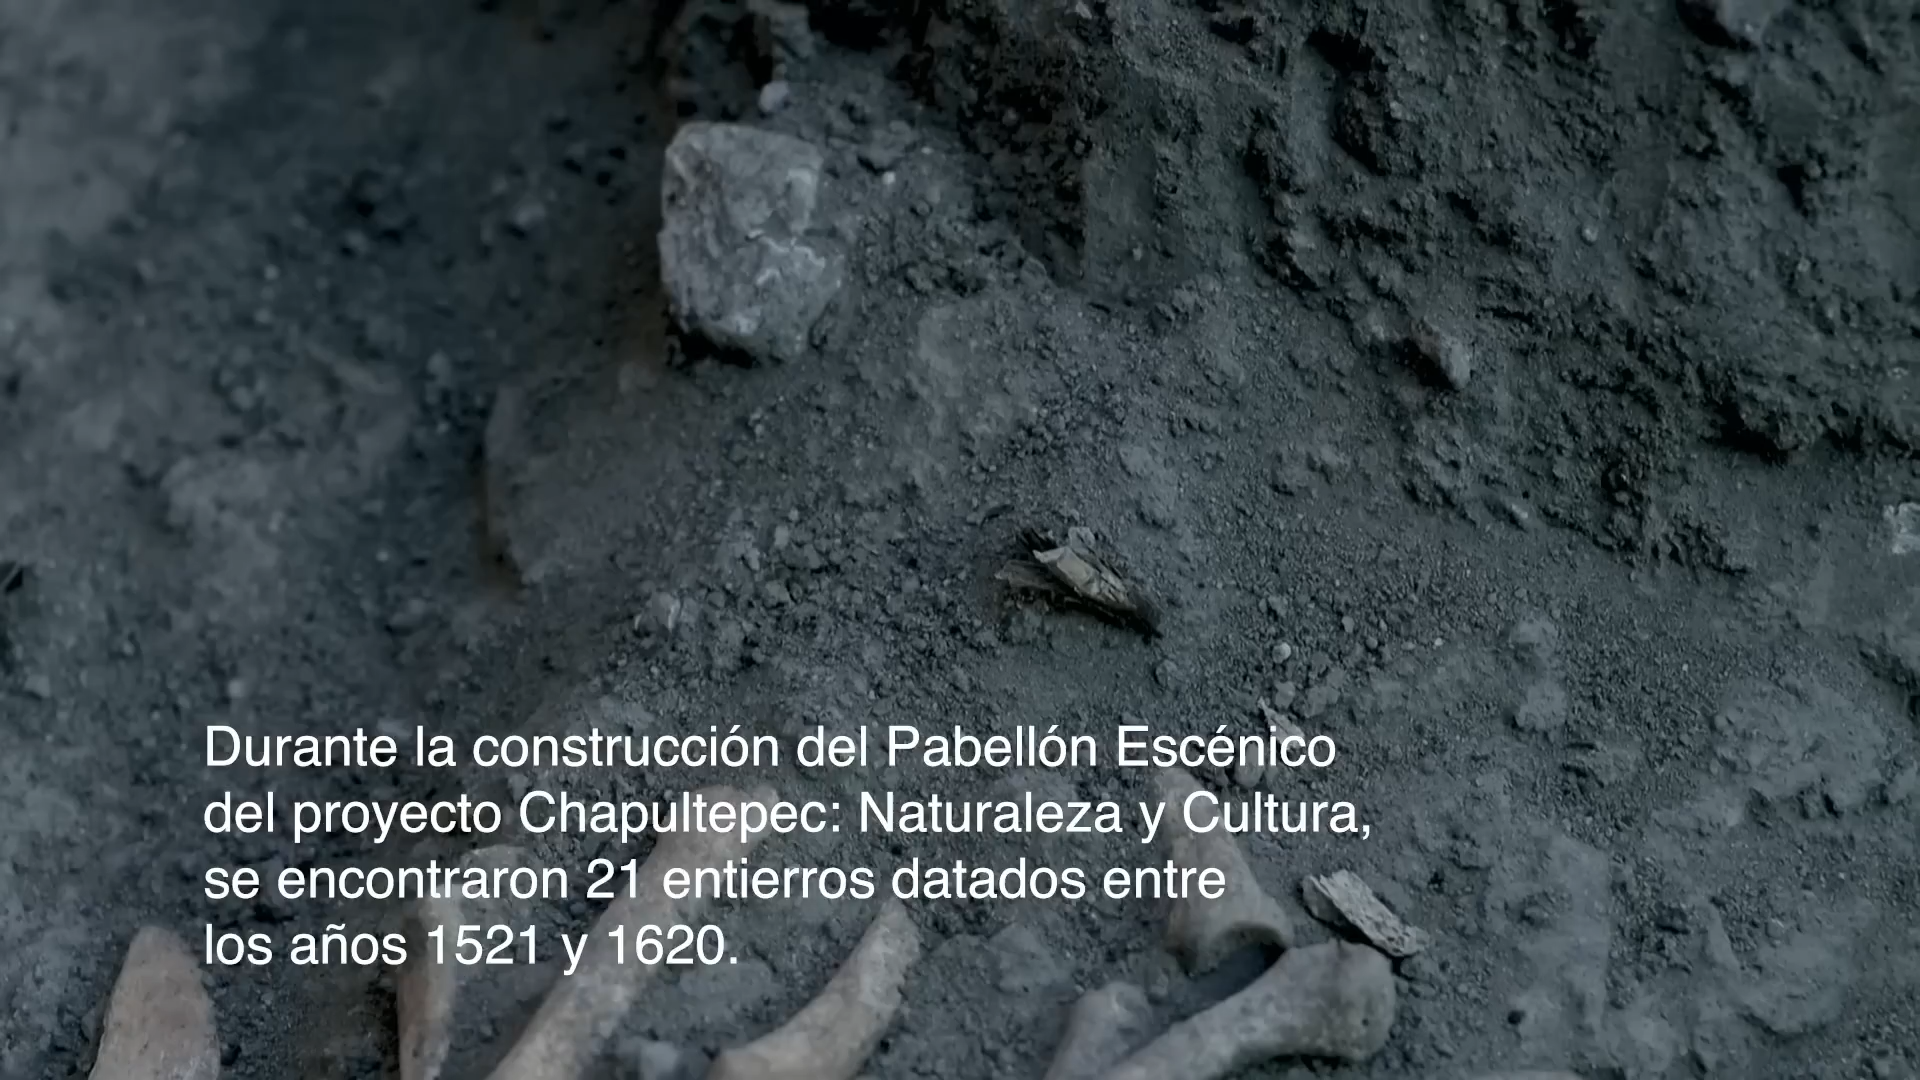 Durante la construcción del Pabellón Escénico
del proyecto Chapultepec: Naturaleza y Cultura,
se encontraron 21 entierros datados entre
los años 1521 y 1620.